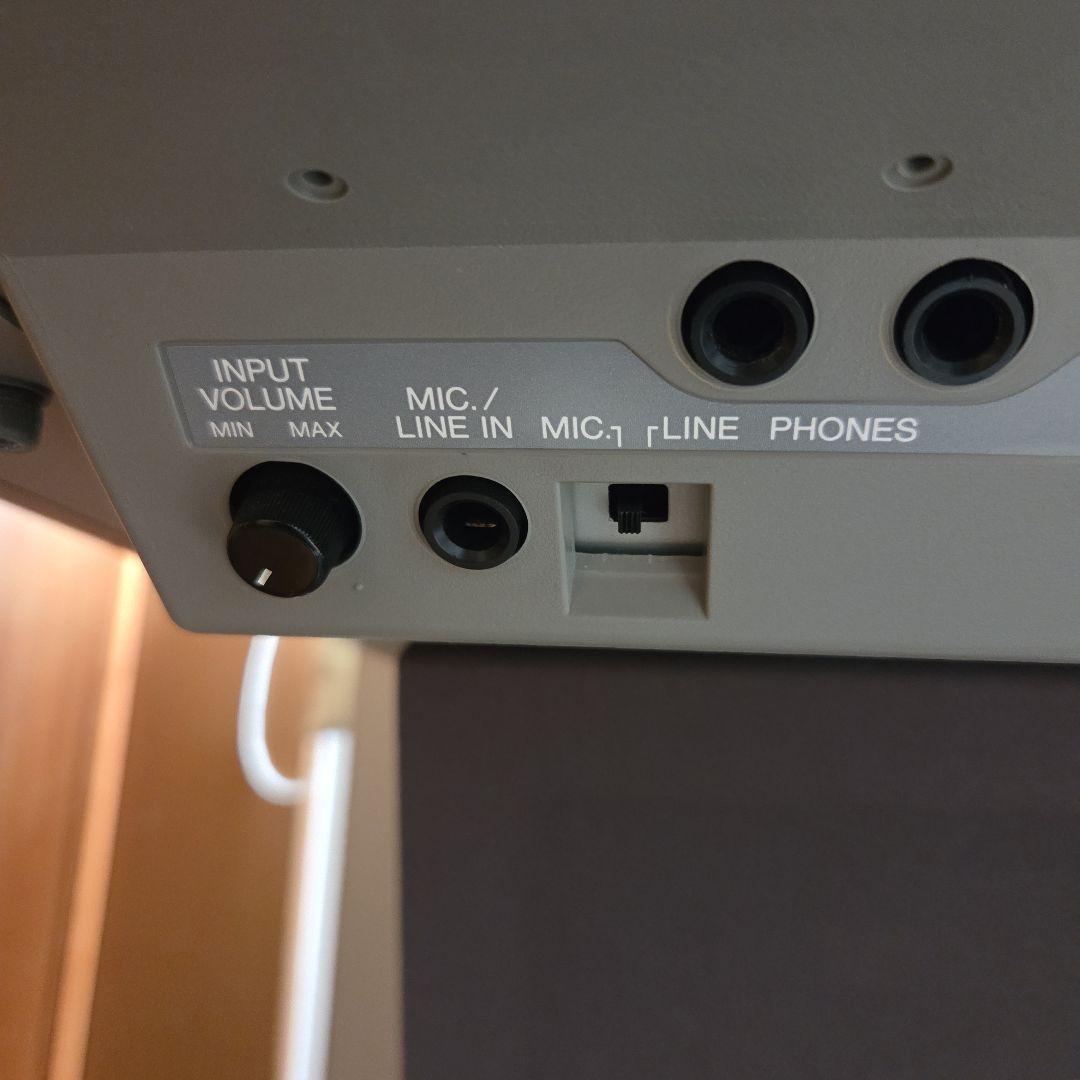 INPUT
VOLUME
MIN MAX
MIC./
LINE IN
MIC. LINE
PHONES